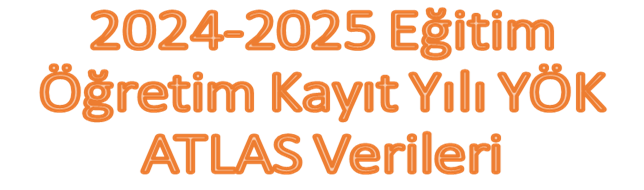 2024-2025 Eğitim
Öğretim Kayıt Yılı YÖK
ATLAS Verileri